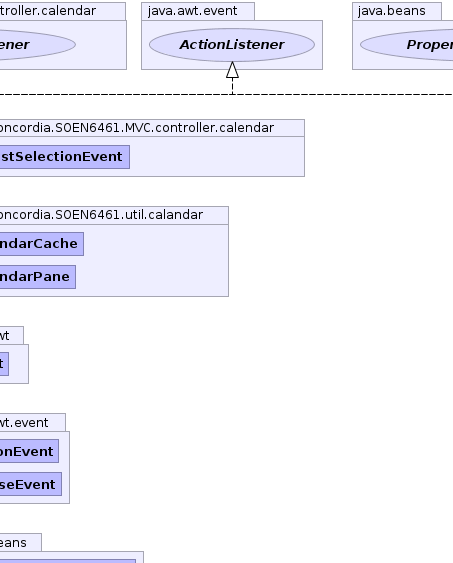 troller.calendar
java.awt.event
java.beans
ener
ActionListener
Proper
oncordia.SOEN6461.MVC.controller.calendar
stSelectionEvent
oncordia.SOEN6461.util.calandar
ndarCache
ndarPane
wt
t
wt.event
onEvent
seEvent
eans